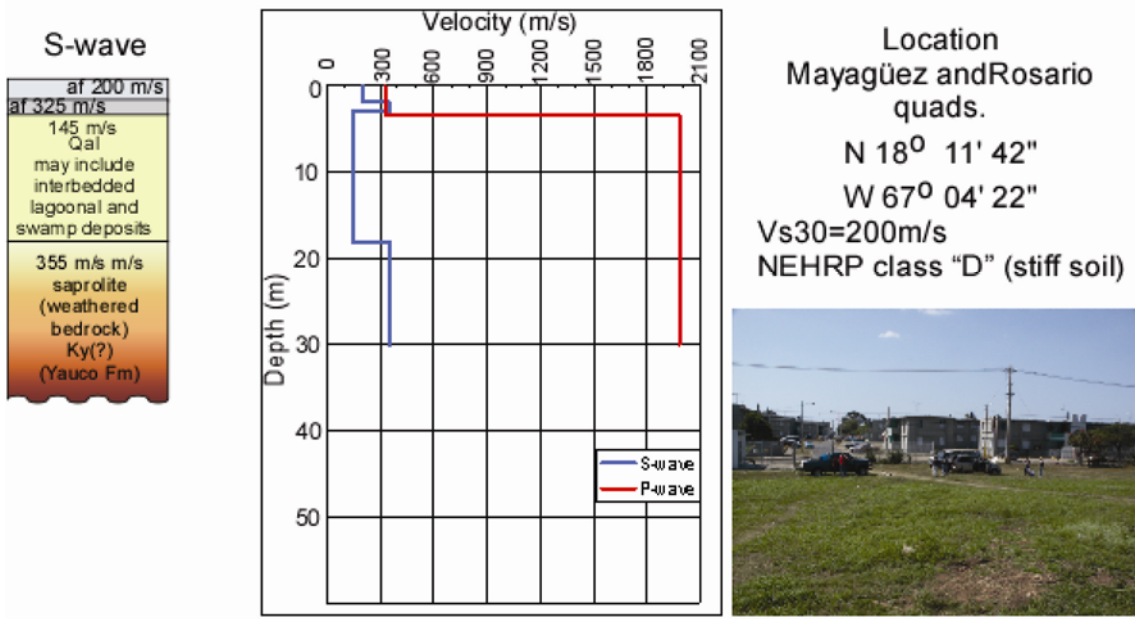 S-wave
af 200 m/s
af 325 m/s
145 m/s
Qal
may include
interbedded
lagoonal and
swamp deposits
355 m/s m/s
saprolite
(weathered
bedrock)
Ky(?)
(Yauco Fm)
Velocity (m/s)
0
300
600
900
1200
1500
1800
2100
Depth (m)
0
10
20
30
40
50
S-wave
P-wave
Location
Mayagüez andRosario
quads.
N 18º 11' 42"
W 67º 04' 22"
Vs30=200m/s
NEHRP class “D” (stiff soil)